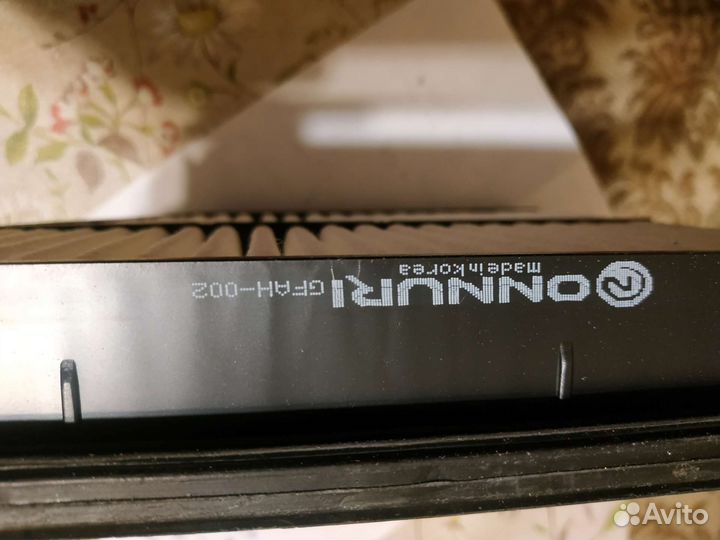 ONNURI GFAH-002
made in korea
Avito